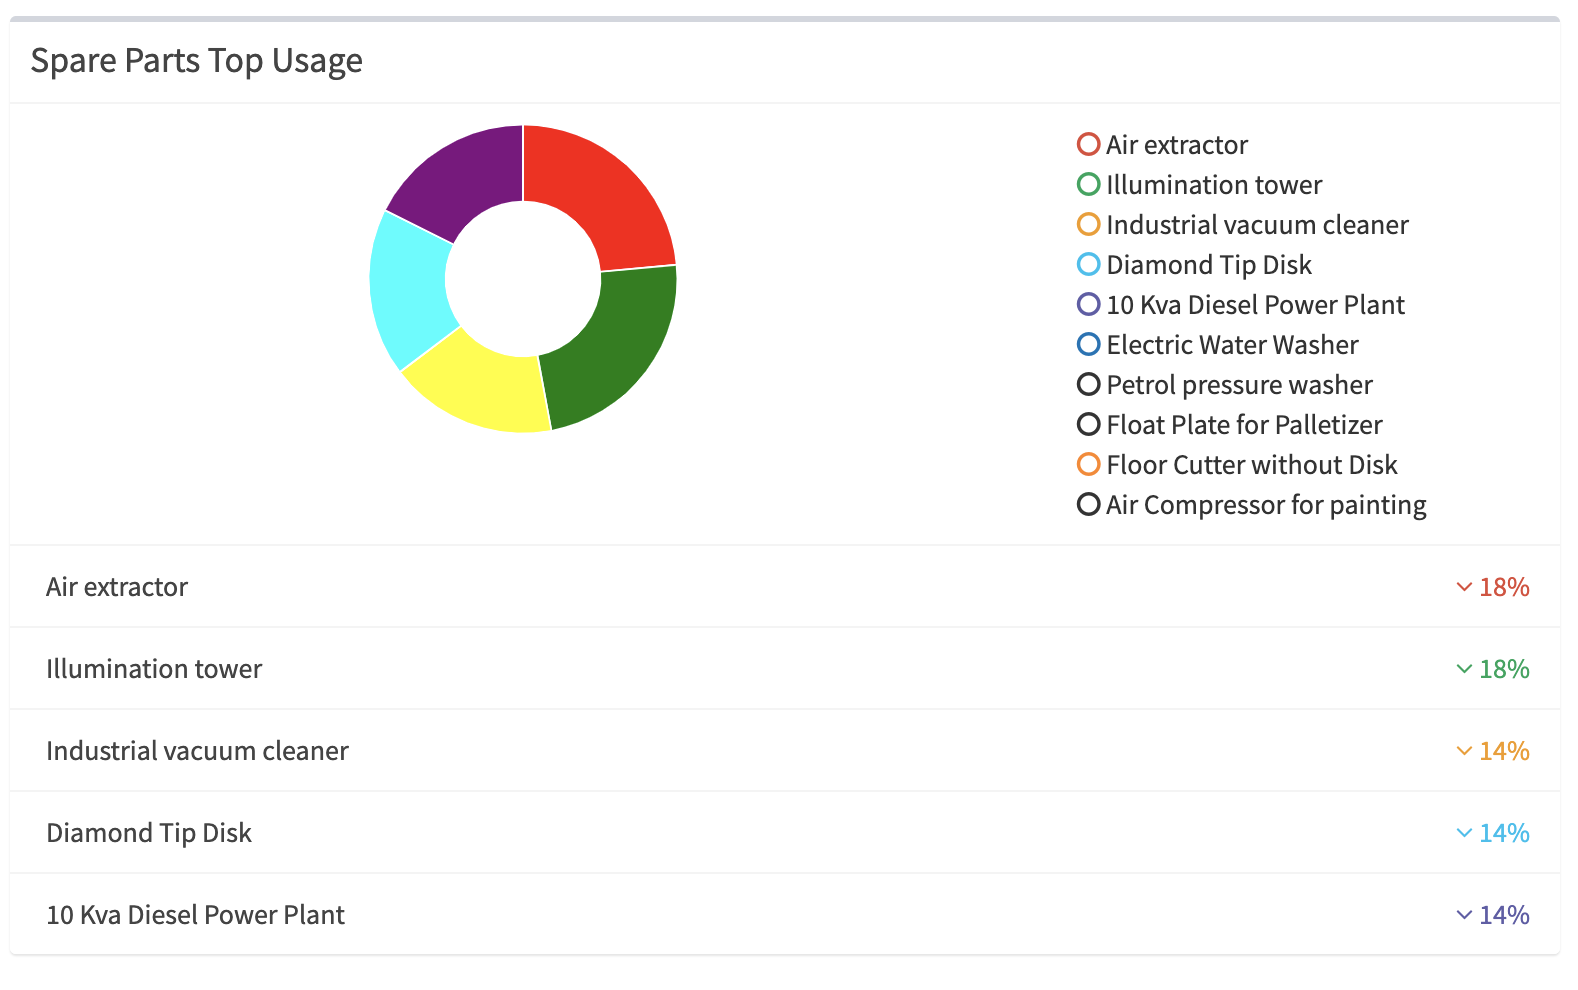 Spare Parts Top Usage
Air extractor
Illumination tower
Industrial vacuum cleaner
Diamond Tip Disk
10 Kva Diesel Power Plant
Electric Water Washer
Petrol pressure washer
Float Plate for Palletizer
Floor Cutter without Disk
Air Compressor for painting
Air extractor 18%
Illumination tower 18%
Industrial vacuum cleaner 14%
Diamond Tip Disk 14%
10 Kva Diesel Power Plant 14%